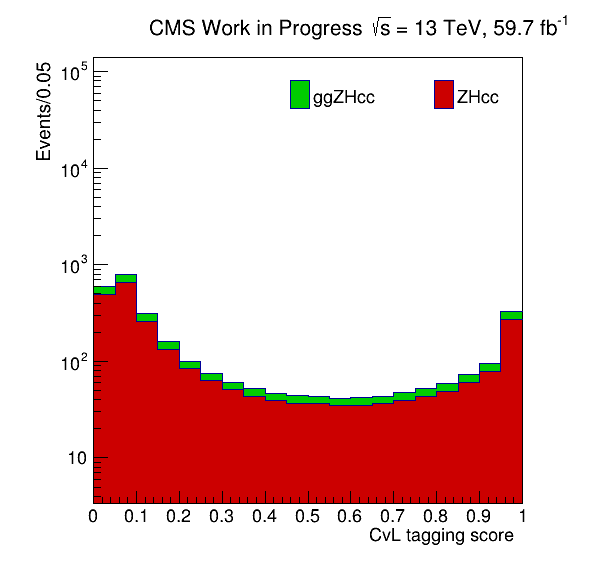 CMS Work in Progress √s = 13 TeV, 59.7 fb⁻¹
Events/0.05
ggZHcc ZHcc
10⁵
10⁴
10³
10²
10
0 0.1 0.2 0.3 0.4 0.5 0.6 0.7 0.8 0.9 1
CvL tagging score